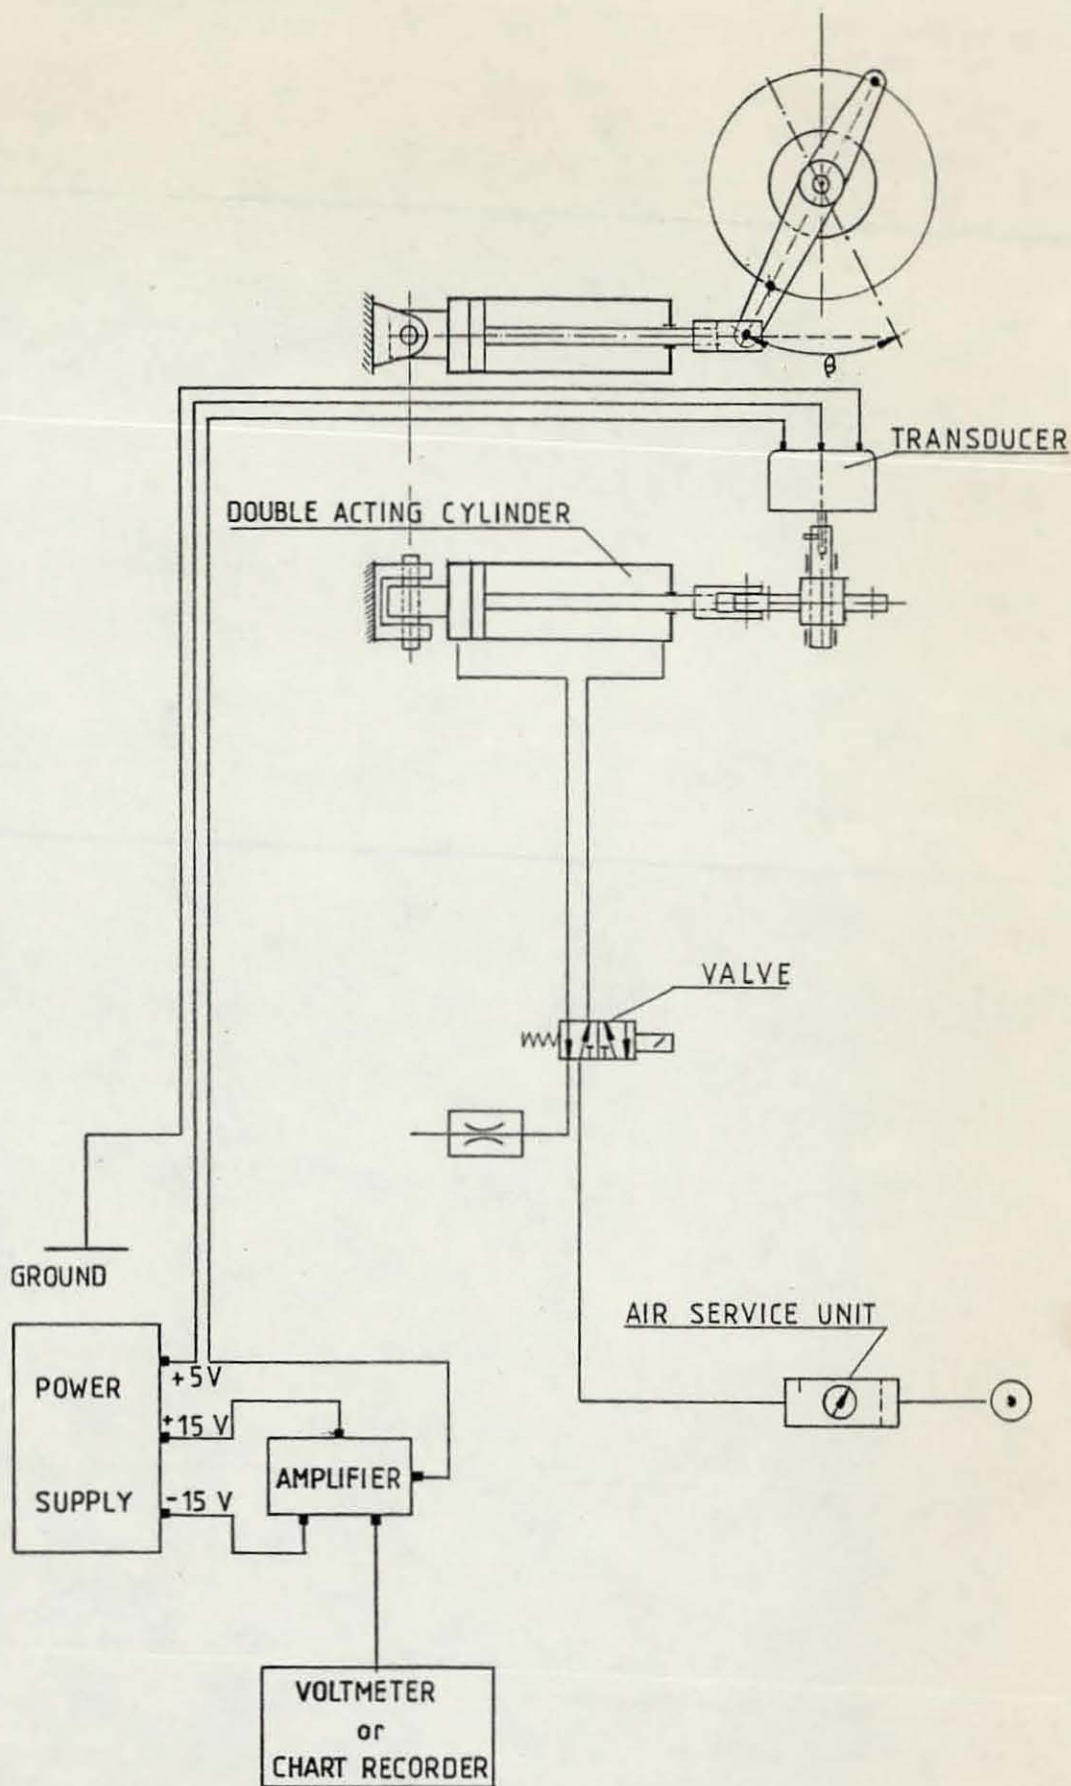 β
TRANSDUCER
DOUBLE ACTING CYLINDER
VALVE
GROUND
AIR SERVICE UNIT
POWER
SUPPLY
+5V
+15 V
-15 V
AMPLIFIER
VOLTMETER
or
CHART RECORDER